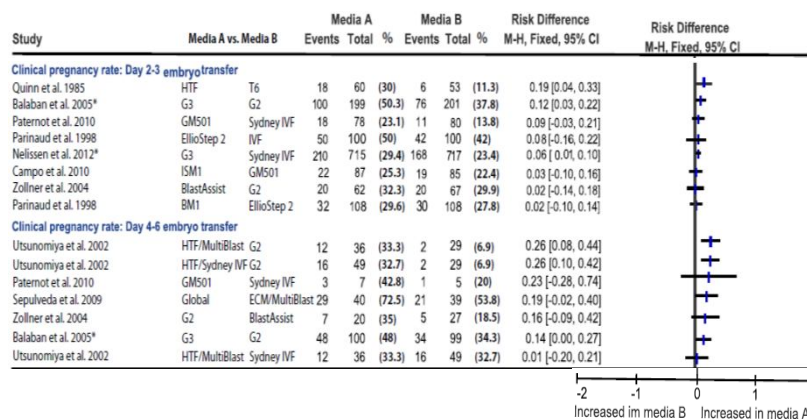 Media A Media B Risk Difference Risk Difference
Study Media A vs. Media B Events Total % Events Total % M-H, Fixed, 95% CI M-H, Fixed, 95% CI
Clinical pregnancy rate: Day 2-3 embryo transfer
Quinn et al. 1985 HTF T6 18 60 (30) 6 53 (11.3) 0.19 [0.04, 0.33]
Balaban et al. 2005* G3 G2 100 199 (50.3) 76 201 (37.8) 0.12 [0.03, 0.22]
Paternot et al. 2010 GM501 Sydney IVF 18 78 (23.1) 11 80 (13.8) 0.09 [-0.03, 0.21]
Parinaud et al. 1998 EllioStep 2 IVF 50 100 (50) 42 100 (42) 0.08 [-0.16, 0.22]
Nelissen et al. 2012* G3 Sydney IVF 210 715 (29.4) 168 717 (23.4) 0.06 [0.01, 0.10]
Campo et al. 2010 ISM1 GM501 22 87 (25.3) 19 85 (22.4) 0.03 [-0.10, 0.16]
Zollner et al. 2004 BlastAssist G2 20 62 (32.3) 20 67 (29.9) 0.02 [-0.14, 0.18]
Parinaud et al. 1998 BM1 EllioStep 2 32 108 (29.6) 30 108 (27.8) 0.02 [-0.10, 0.14]
Clinical pregnancy rate: Day 4-6 embryo transfer
Utsunomiya et al. 2002 HTF/MultiBlast G2 12 36 (33.3) 2 29 (6.9) 0.26 [0.08, 0.44]
Utsunomiya et al. 2002 HTF/Sydney IVF G2 16 49 (32.7) 2 29 (6.9) 0.26 [0.10, 0.42]
Paternot et al. 2010 GM501 Sydney IVF 3 7 (42.8) 1 5 (20) 0.23 [-0.28, 0.74]
Sepulveda et al. 2009 Global ECM/MultiBlast 29 40 (72.5) 21 39 (53.8) 0.19 [-0.02, 0.40]
Zollner et al. 2004 G2 BlastAssist 7 20 (35) 5 27 (18.5) 0.16 [-0.09, 0.42]
Balaban et al. 2005* G3 G2 48 100 (48) 34 99 (34.3) 0.14 [0.00, 0.27]
Utsunomiya et al. 2002 HTF/MultiBlast Sydney IVF 12 36 (33.3) 16 49 (32.7) 0.01 [-0.20, 0.21]
-2 -1 0 1 2
Increased im media B Increased in media A